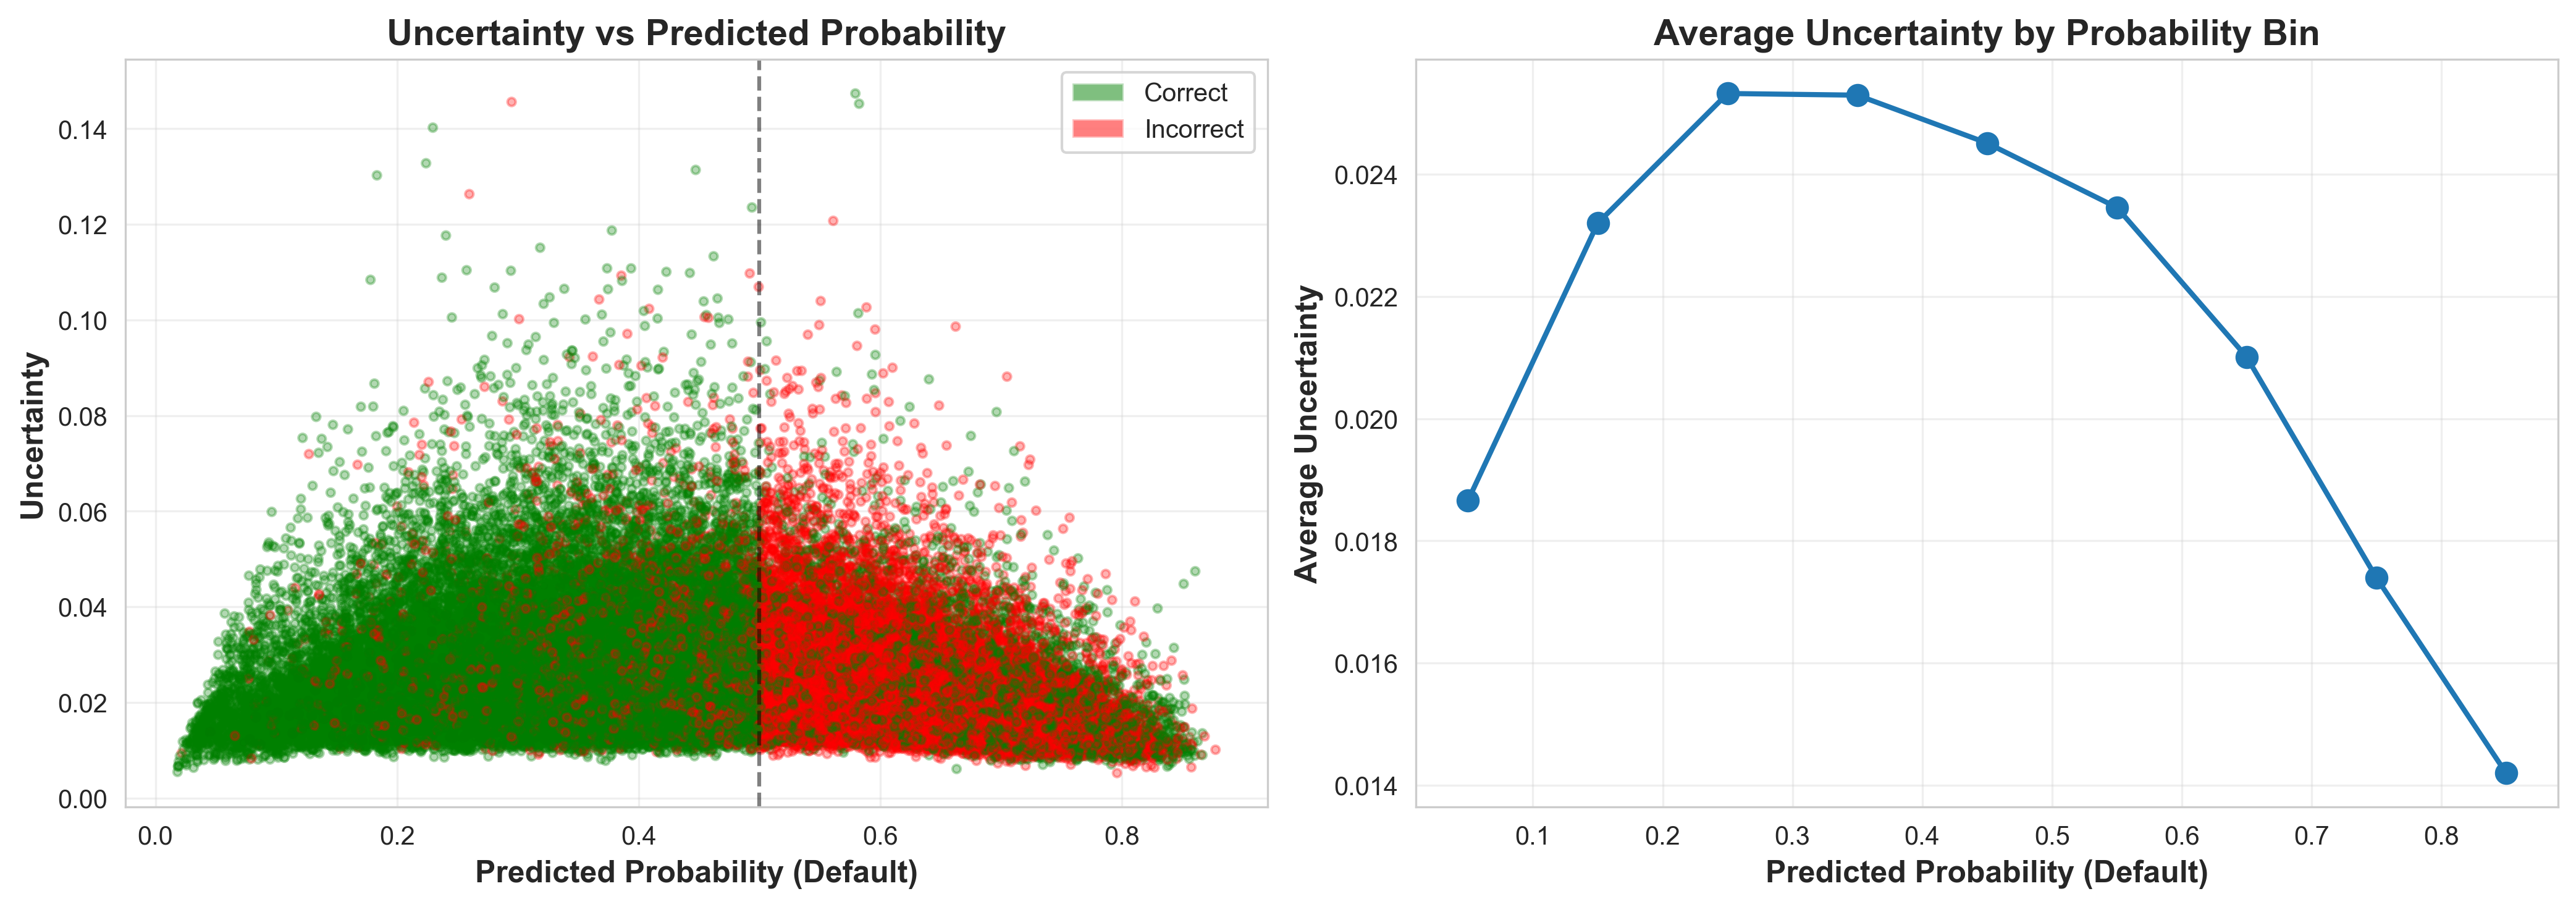 Uncertainty vs Predicted Probability
Correct
Incorrect
0.14
0.12
0.10
0.08
0.06
0.04
0.02
0.00
Uncertainty
0.0 0.2 0.4 0.6 0.8
Predicted Probability (Default)
Average Uncertainty by Probability Bin
0.024
0.022
0.020
0.018
0.016
0.014
Average Uncertainty
0.1 0.2 0.3 0.4 0.5 0.6 0.7 0.8
Predicted Probability (Default)